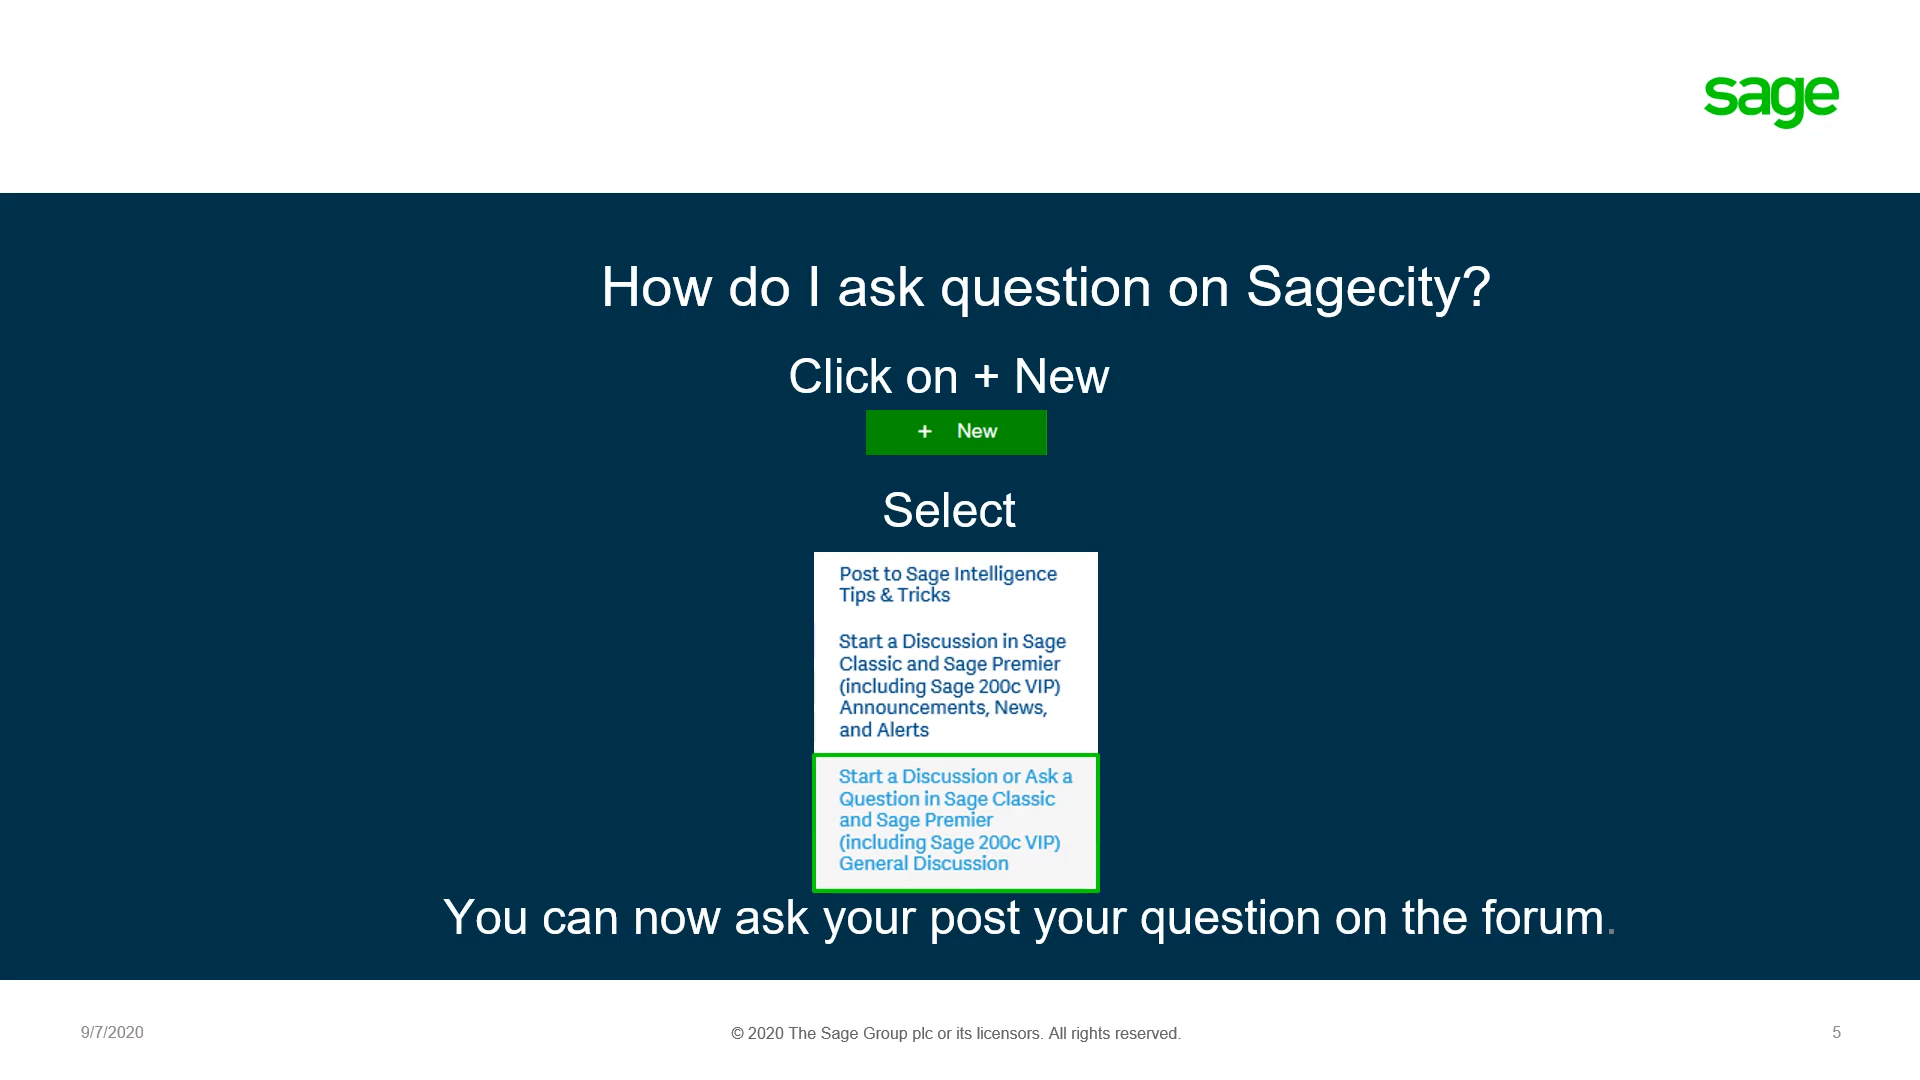 sage
How do I ask question on Sagecity?
Click on + New
+ New
Select
Post to Sage Intelligence
Tips & Tricks
Start a Discussion in Sage
Classic and Sage Premier
(including Sage 200c VIP)
Announcements, News,
and Alerts
Start a Discussion or Ask a
Question in Sage Classic
and Sage Premier
(including Sage 200c VIP)
General Discussion
You can now ask your post your question on the forum.
9/7/2020
© 2020 The Sage Group plc or its licensors. All rights reserved.
5